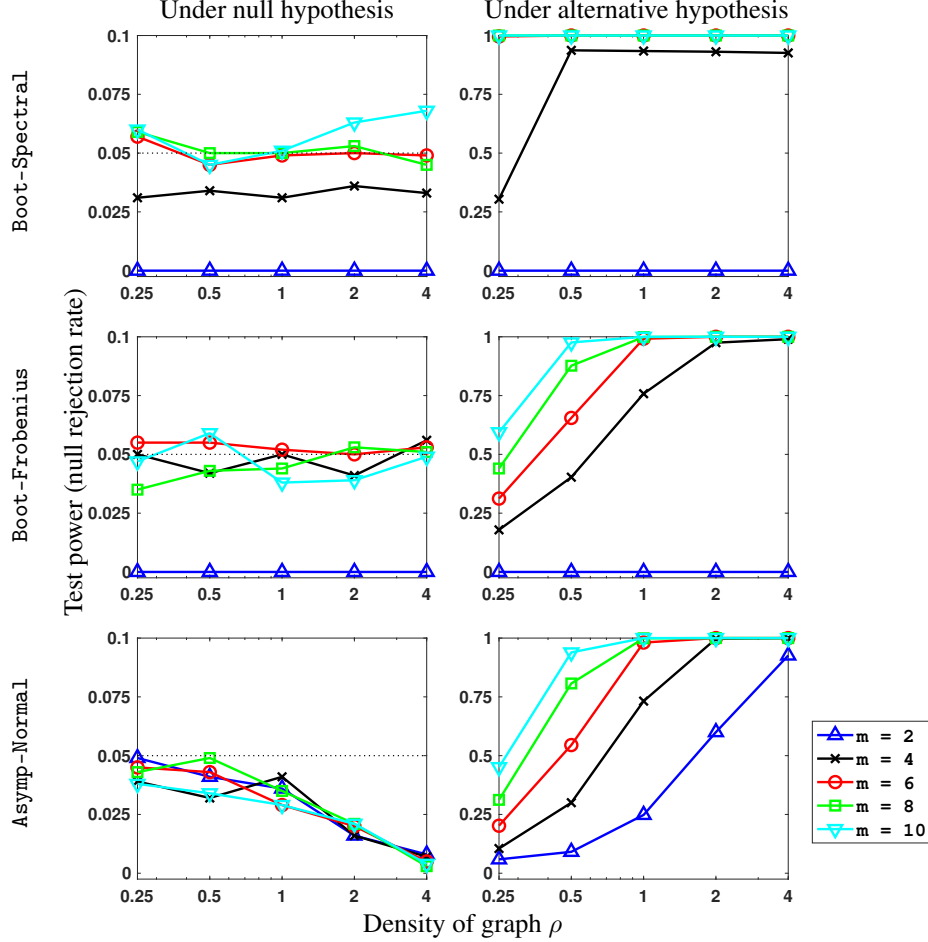 Under null hypothesis
Under alternative hypothesis
Boot-Spectral
0.1
0.075
0.05
0.025
0
0.25 0.5 1 2 4
1
0.75
0.5
0.25
0
0.25 0.5 1 2 4
Test power (null rejection rate)
Boot-Frobenius
0.1
0.075
0.05
0.025
0
0.25 0.5 1 2 4
1
0.75
0.5
0.25
0
0.25 0.5 1 2 4
Asymp-Normal
0.1
0.075
0.05
0.025
0
0.25 0.5 1 2 4
1
0.75
0.5
0.25
0
0.25 0.5 1 2 4
m = 2
m = 4
m = 6
m = 8
m = 10
Density of graph ρ